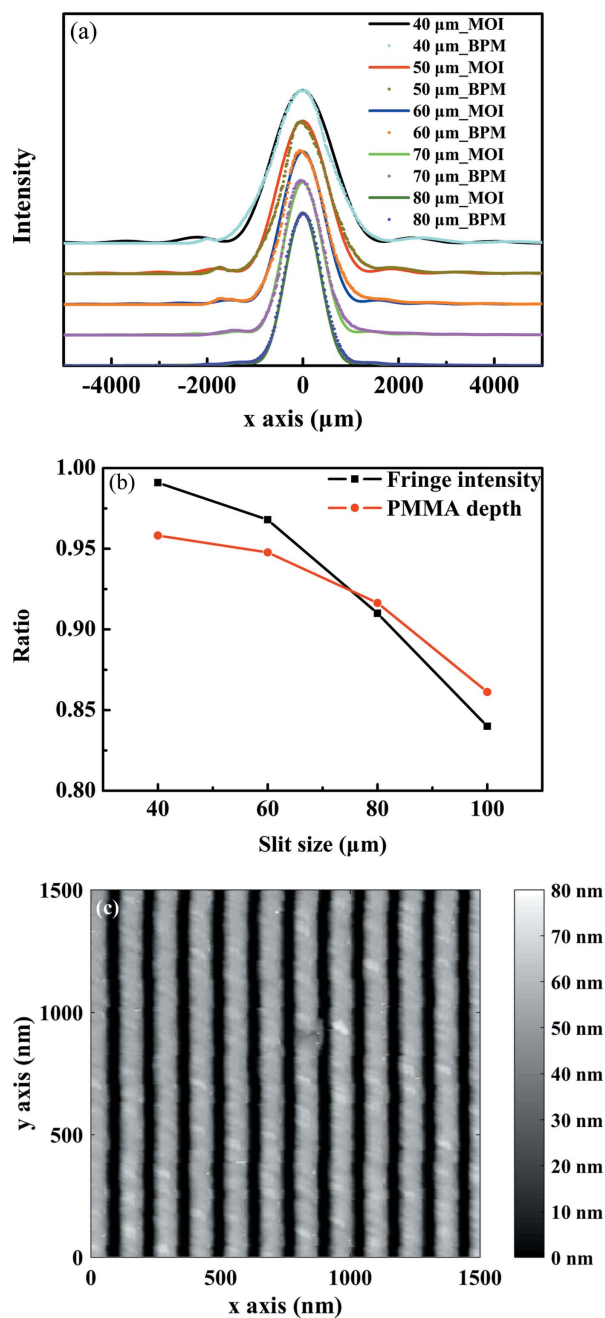 (a)
40 µm_MOI
40 µm_BPM
50 µm_MOI
50 µm_BPM
60 µm_MOI
60 µm_BPM
70 µm_MOI
70 µm_BPM
80 µm_MOI
80 µm_BPM
Intensity
-4000 -2000 0 2000 4000
x axis (µm)
(b)
Fringe intensity
PMMA depth
1.00
0.95
0.90
0.85
0.80
Ratio
40 60 80 100
Slit size (µm)
(c)
1500
1000
500
0
y axis (nm)
0 500 1000 1500
x axis (nm)
80 nm
70 nm
60 nm
50 nm
40 nm
30 nm
20 nm
10 nm
0 nm